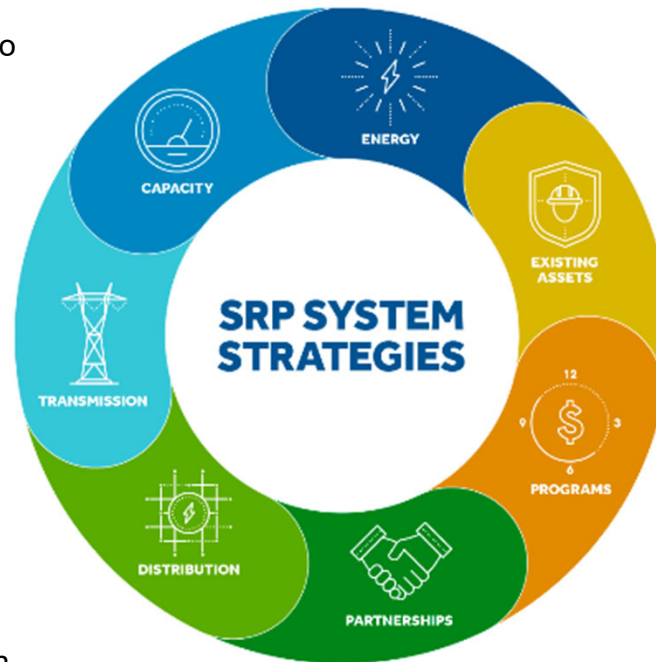 o
ENERGY
CAPACITY
EXISTING
ASSETS
SRP SYSTEM
STRATEGIES
TRANSMISSION
12
9
3
6
PROGRAMS
DISTRIBUTION
PARTNERSHIPS